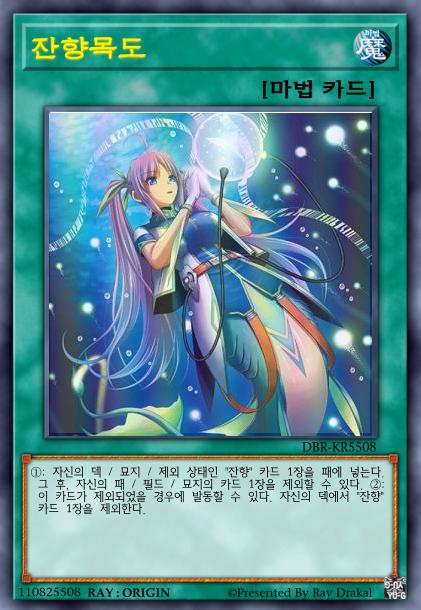 잔향목도
마법
魔
[마법 카드]
DBR-KR5508
①: 자신의 덱 / 묘지 / 제외 상태인 "잔향" 카드 1장을 패에 넣는다.
그 후, 자신의 패 / 필드 / 묘지의 카드 1장을 제외할 수 있다. ②:
이 카드가 제외되었을 경우에 발동할 수 있다. 자신의 덱에서 "잔향"
카드 1장을 제외한다.
110825508 RAY : ORIGIN ©Presented By Ray Drakal